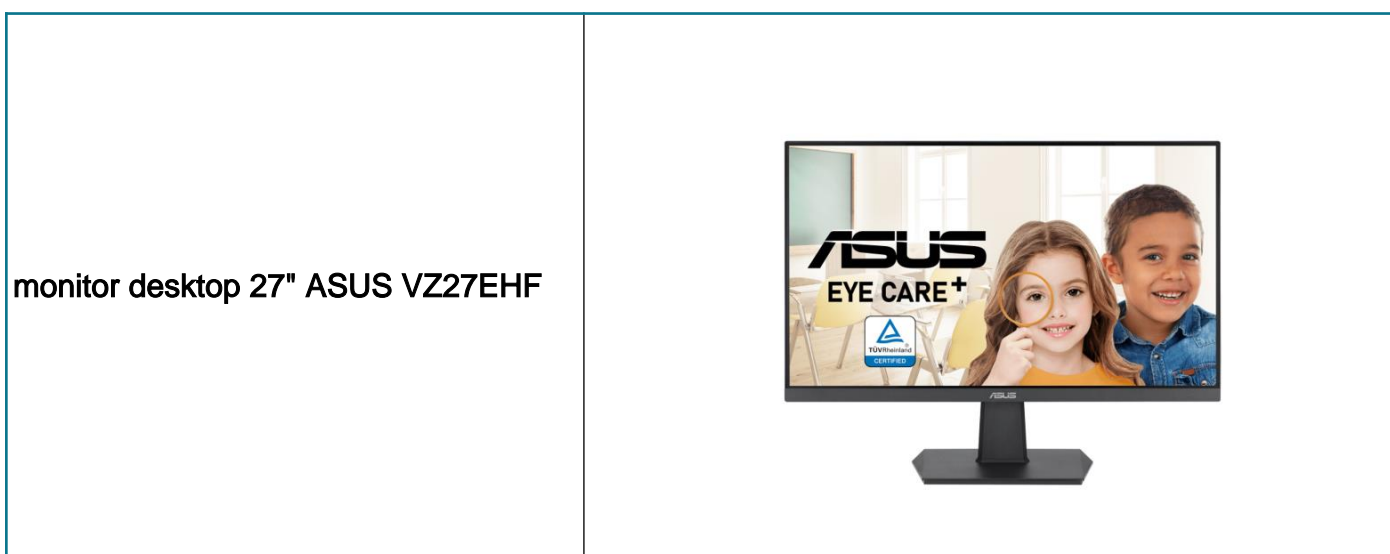 monitor desktop 27" ASUS VZ27EHF
ASUS
EYE CARE+
TÜVRheinland
CERTIFIED
ASUS